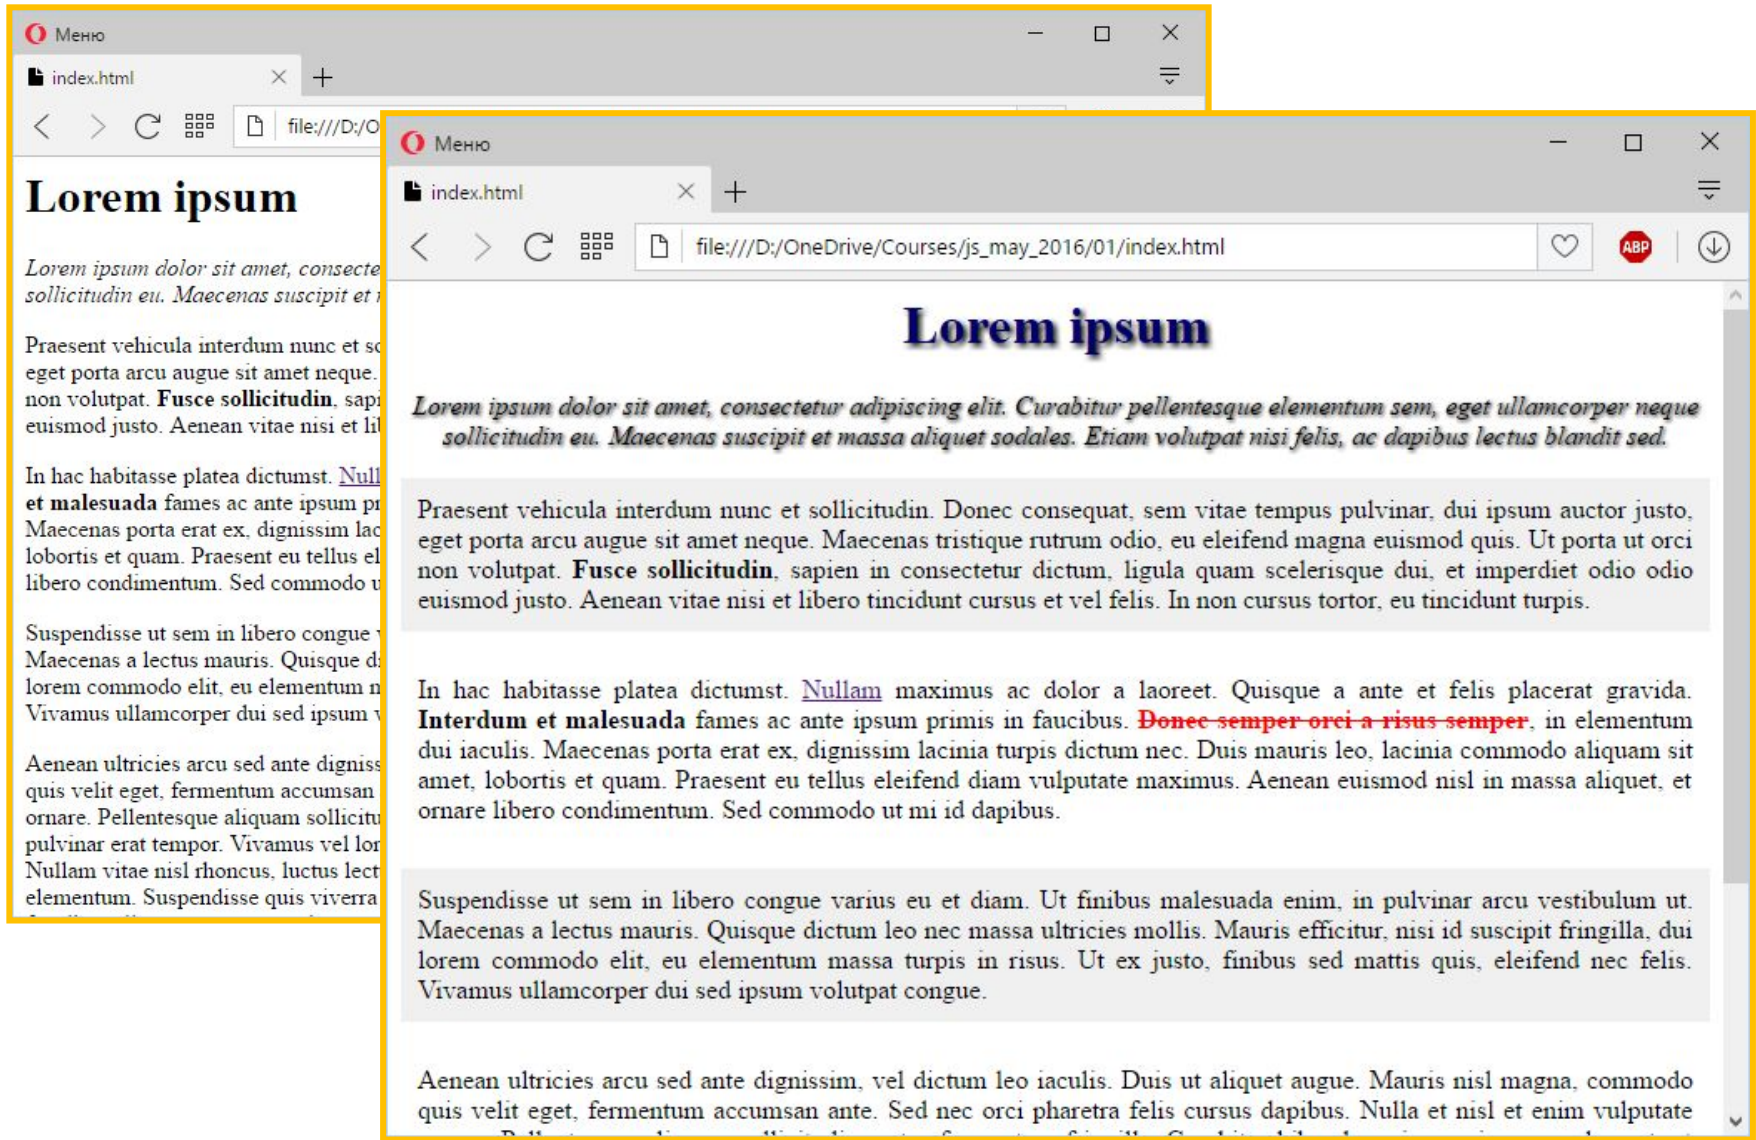 Меню
index.html
file:///D:/O
Lorem ipsum
Lorem ipsum dolor sit amet, consecte
sollicitudin eu. Maecenas suscipit et
Praesent vehicula interdum nunc et so
eget porta arcu augue sit amet neque.
non volutpat. Fusce sollicitudin, sapi
euismod justo. Aenean vitae nisi et lib
In hac habitasse platea dictumst. Null
et malesuada fames ac ante ipsum pr
Maecenas porta erat ex, dignissim lac
lobortis et quam. Praesent eu tellus el
libero condimentum. Sed commodo u
Suspendisse ut sem in libero congue v
Maecenas a lectus mauris. Quisque di
lorem commodo elit, eu elementum m
Vivamus ullamcorper dui sed ipsum v
Aenean ultricies arcu sed ante digniss
quis velit eget, fermentum accumsan
ornare. Pellentesque aliquam sollicitu
pulvinar erat tempor. Vivamus vel lor
Nullam vitae nisl rhoncus, luctus lect
elementum. Suspendisse quis viverra
Меню
index.html
file:///D:/OneDrive/Courses/js_may_2016/01/index.html
ABP
Lorem ipsum
Lorem ipsum dolor sit amet, consectetur adipiscing elit. Curabitur pellentesque elementum sem, eget ullamcorper neque
sollicitudin eu. Maecenas suscipit et massa aliquet sodales. Etiam volutpat nisi felis, ac dapibus lectus blandit sed.
Praesent vehicula interdum nunc et sollicitudin. Donec consequat, sem vitae tempus pulvinar, dui ipsum auctor justo,
eget porta arcu augue sit amet neque. Maecenas tristique rutrum odio, eu eleifend magna euismod quis. Ut porta ut orci
non volutpat. Fusce sollicitudin, sapien in consectetur dictum, ligula quam scelerisque dui, et imperdiet odio odio
euismod justo. Aenean vitae nisi et libero tincidunt cursus et vel felis. In non cursus tortor, eu tincidunt turpis.
In hac habitasse platea dictumst. Nullam maximus ac dolor a laoreet. Quisque a ante et felis placerat gravida.
Interdum et malesuada fames ac ante ipsum primis in faucibus. Donec semper orci a risus semper, in elementum
dui iaculis. Maecenas porta erat ex, dignissim lacinia turpis dictum nec. Duis mauris leo, lacinia commodo aliquam sit
amet, lobortis et quam. Praesent eu tellus eleifend diam vulputate maximus. Aenean euismod nisl in massa aliquet, et
ornare libero condimentum. Sed commodo ut mi id dapibus.
Suspendisse ut sem in libero congue varius eu et diam. Ut finibus malesuada enim, in pulvinar arcu vestibulum ut.
Maecenas a lectus mauris. Quisque dictum leo nec massa ultricies mollis. Mauris efficitur, nisi id suscipit fringilla, dui
lorem commodo elit, eu elementum massa turpis in risus. Ut ex justo, finibus sed mattis quis, eleifend nec felis.
Vivamus ullamcorper dui sed ipsum volutpat congue.
Aenean ultricies arcu sed ante dignissim, vel dictum leo iaculis. Duis ut aliquet augue. Mauris nisl magna, commodo
quis velit eget, fermentum accumsan ante. Sed nec orci pharetra felis cursus dapibus. Nulla et nisl et enim vulputate